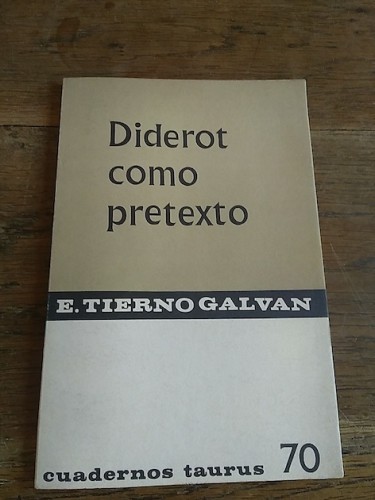 Diderot
como
pretexto
E. TIERNO GALVAN
cuadernos taurus 70